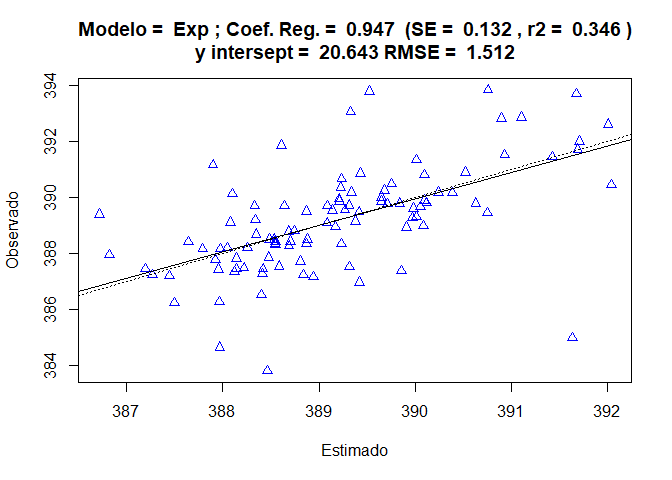 Modelo = Exp ; Coef. Reg. = 0.947 (SE = 0.132 , r2 = 0.346 )
y intersept = 20.643 RMSE = 1.512
Observado
394
392
390
388
386
384
387 388 389 390 391 392
Estimado